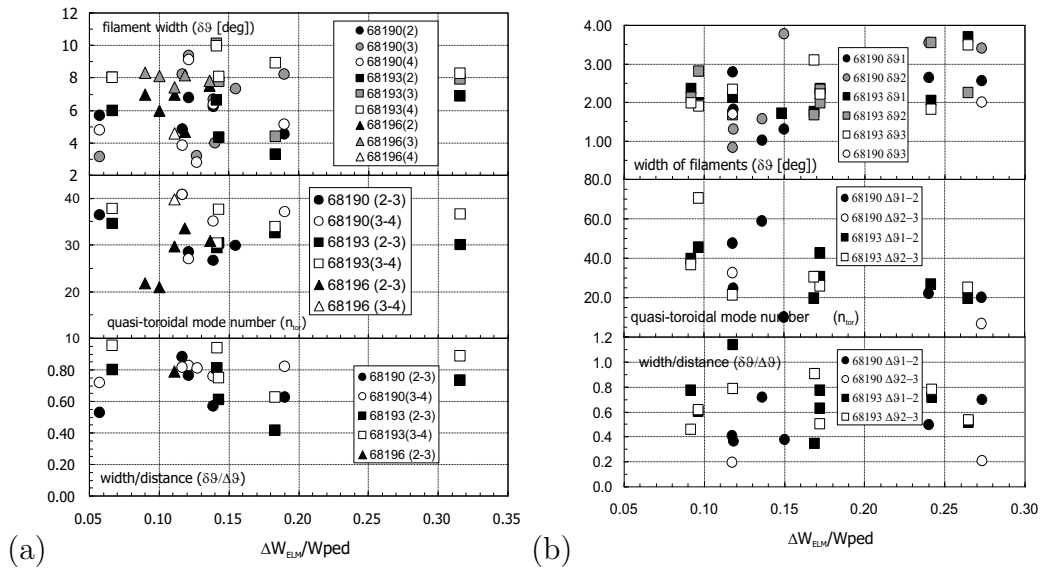 filament width (δϑ [deg])
12
10
8
6
4
2
68190(2)
68190(3)
68190(4)
68193(2)
68193(3)
68193(4)
68196(2)
68196(3)
68196(4)
40
30
20
68190 (2-3)
68190(3-4)
68193 (2-3)
68193(3-4)
68196 (2-3)
68196 (3-4)
quasi-toroidal mode number (n_tor)
10
0.80
0.60
0.40
0.20
0.00
68190 (2-3)
68190(3-4)
68193 (2-3)
68193(3-4)
68196 (2-3)
width/distance (δϑ/Δϑ)
0.05 0.10 0.15 0.20 0.25 0.30 0.35
(a)
ΔW_ELM/Wped
4.00
3.00
2.00
1.00
80.0
68190 δϑ1
68190 δϑ2
68193 δϑ1
68193 δϑ2
68193 δϑ3
68190 δϑ3
width of filaments (δϑ [deg])
60.0
40.0
20.0
68190 Δϑ1-2
68190 Δϑ2-3
68193 Δϑ1-2
68193 Δϑ2-3
quasi-toroidal mode number (n_tor)
1.2
1.0
0.8
0.6
0.4
0.2
0.0
width/distance (δϑ/Δϑ)
68190 Δϑ1-2
68190 Δϑ2-3
68193 Δϑ1-2
68193 Δϑ2-3
0.05 0.10 0.15 0.20 0.25 0.30
(b)
ΔW_ELM/Wped